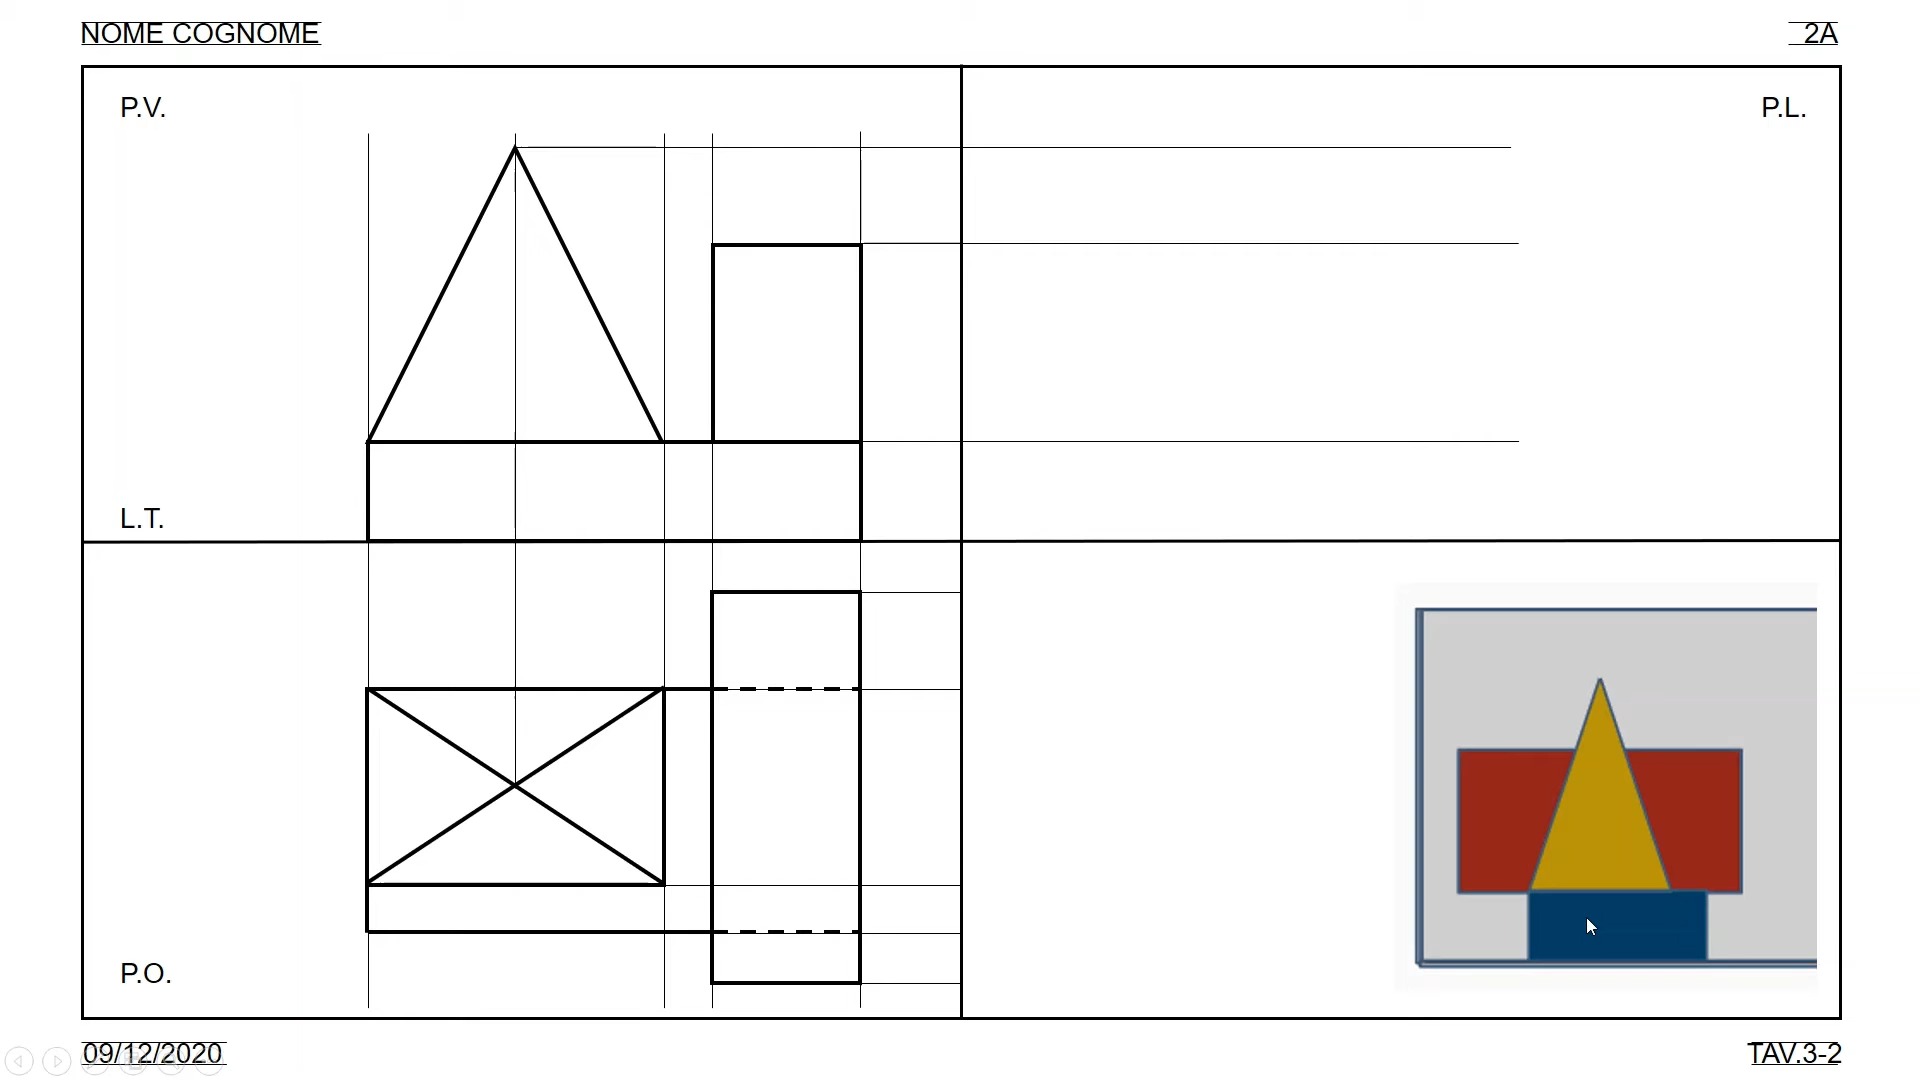 NOME COGNOME
2A
P.V.
P.L.
L.T.
P.O.
09/12/2020
TAV.3-2